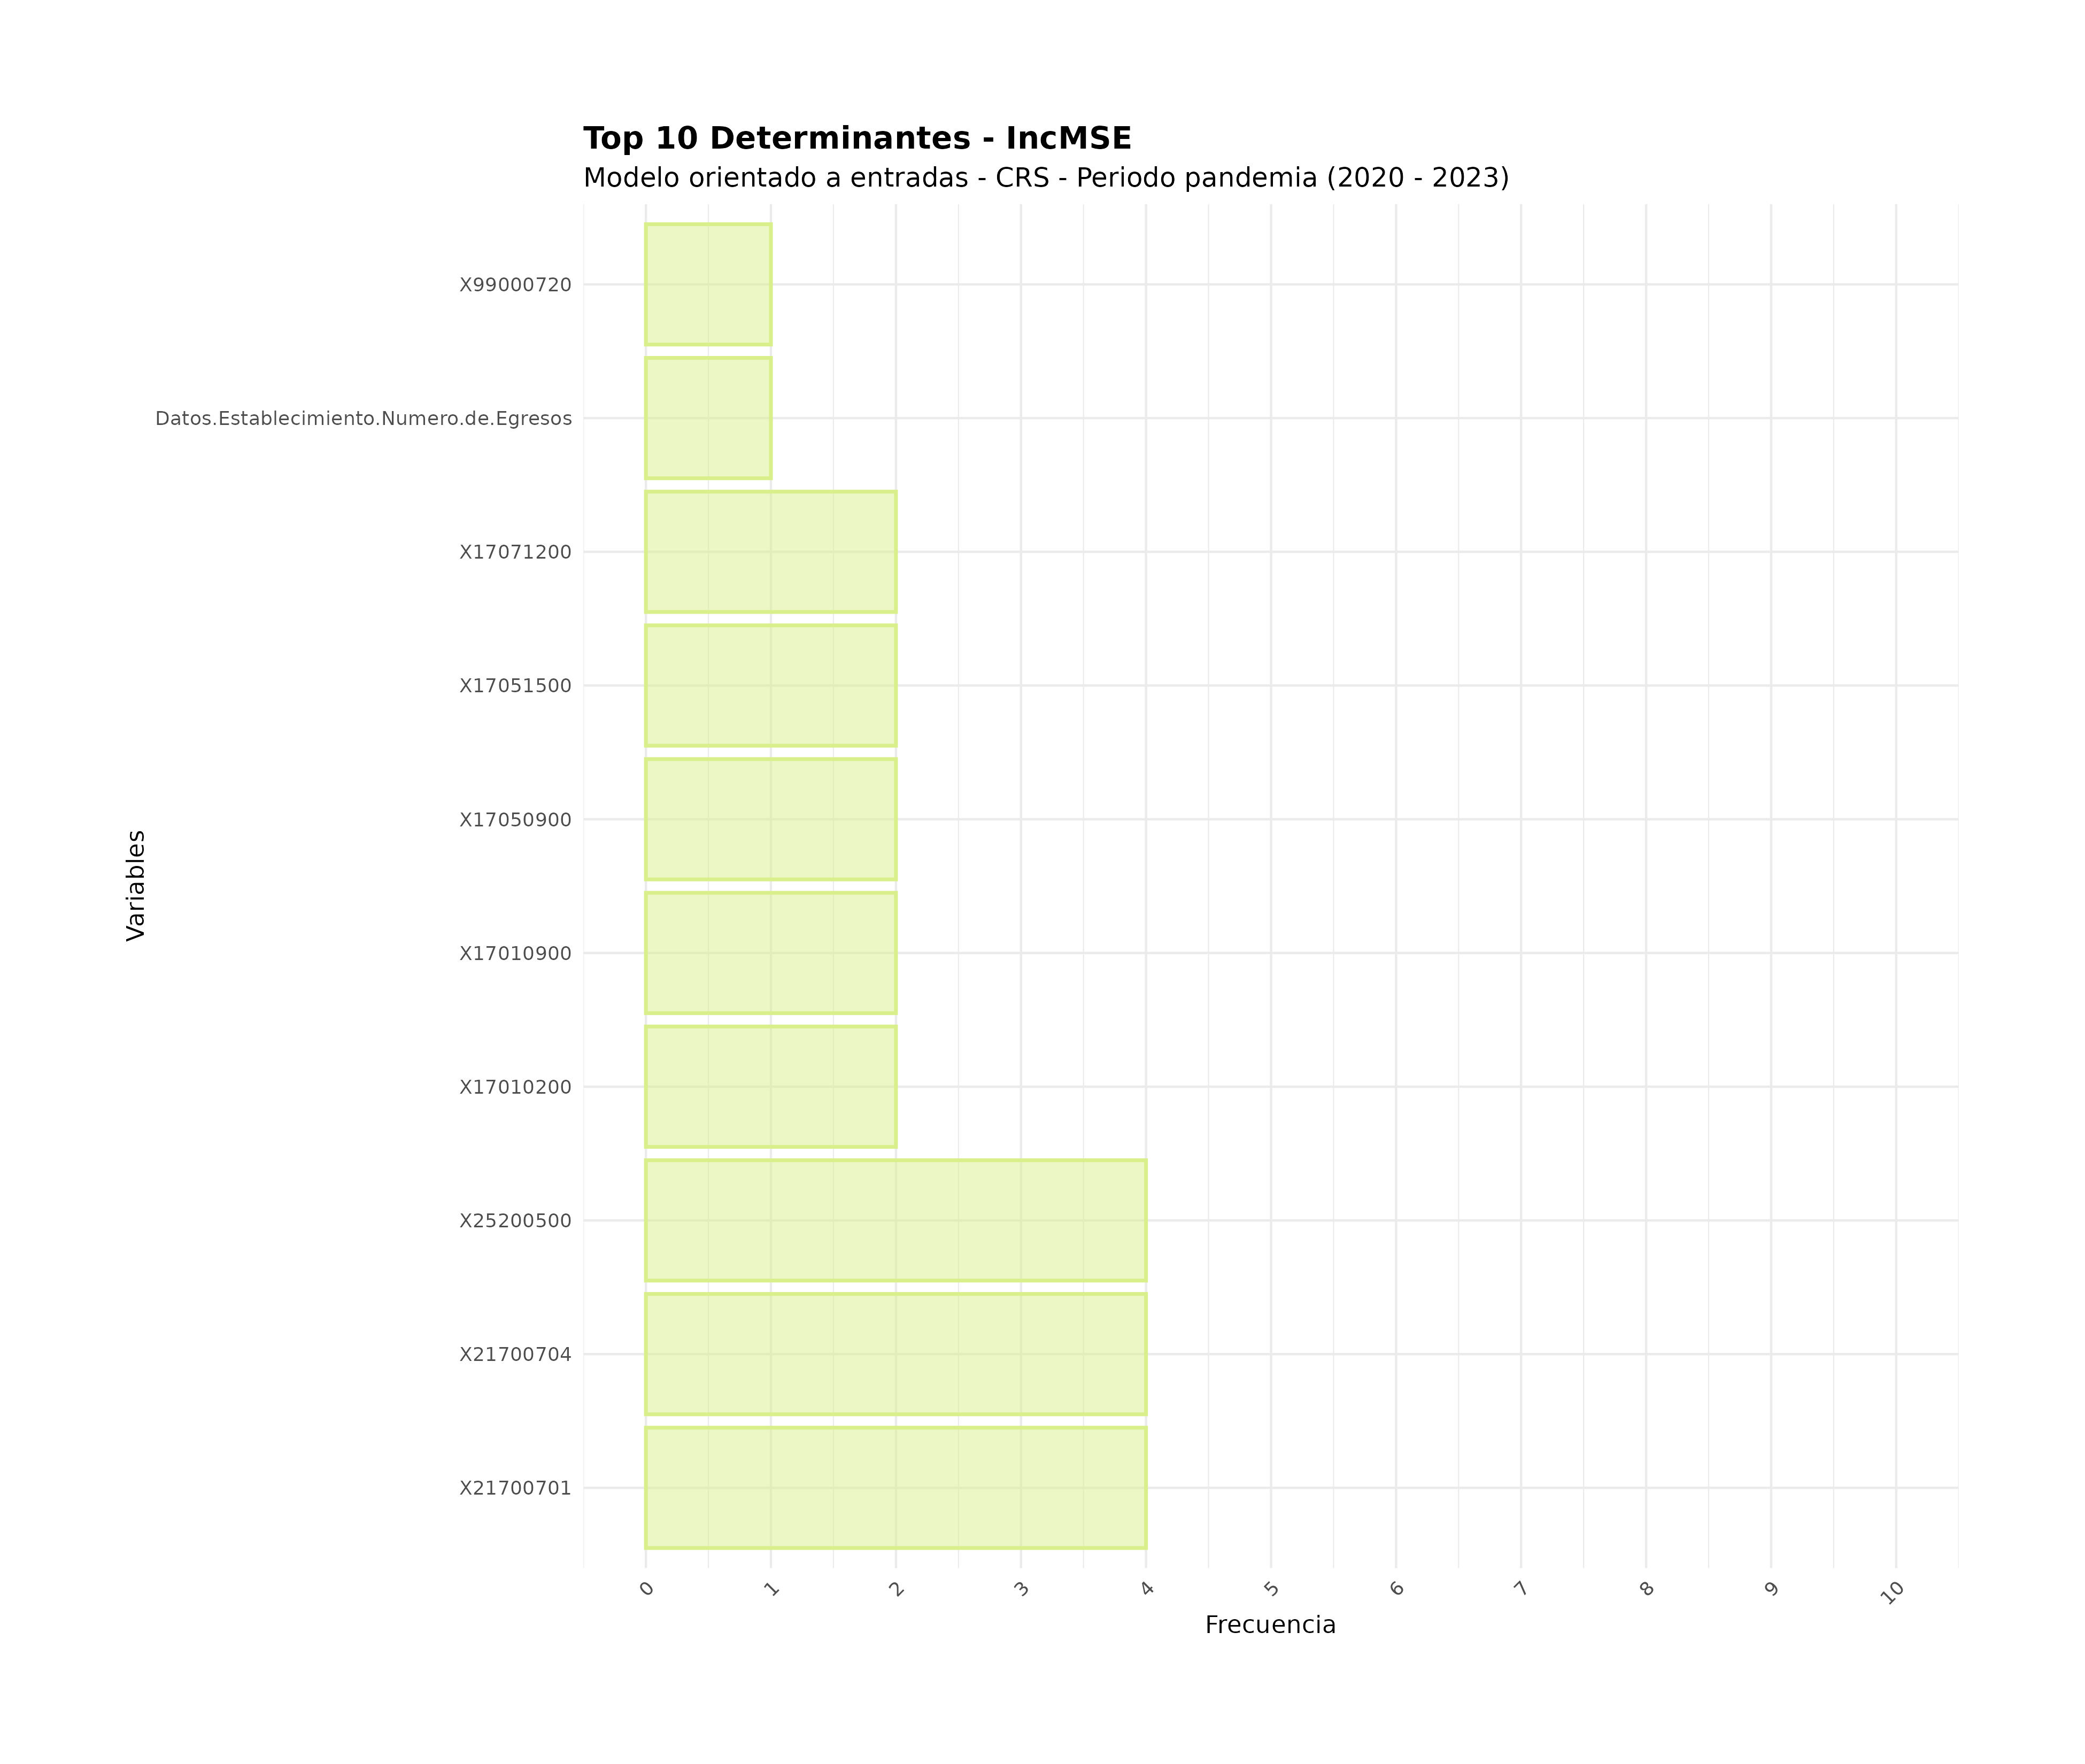 Top 10 Determinantes - IncMSE
Modelo orientado a entradas - CRS - Periodo pandemia (2020 - 2023)
Variables
X99000720
Datos.Establecimiento.Numero.de.Egresos
X17071200
X17051500
X17050900
X17010900
X17010200
X25200500
X21700704
X21700701
0 1 2 3 4 5 6 7 8 9 10
Frecuencia